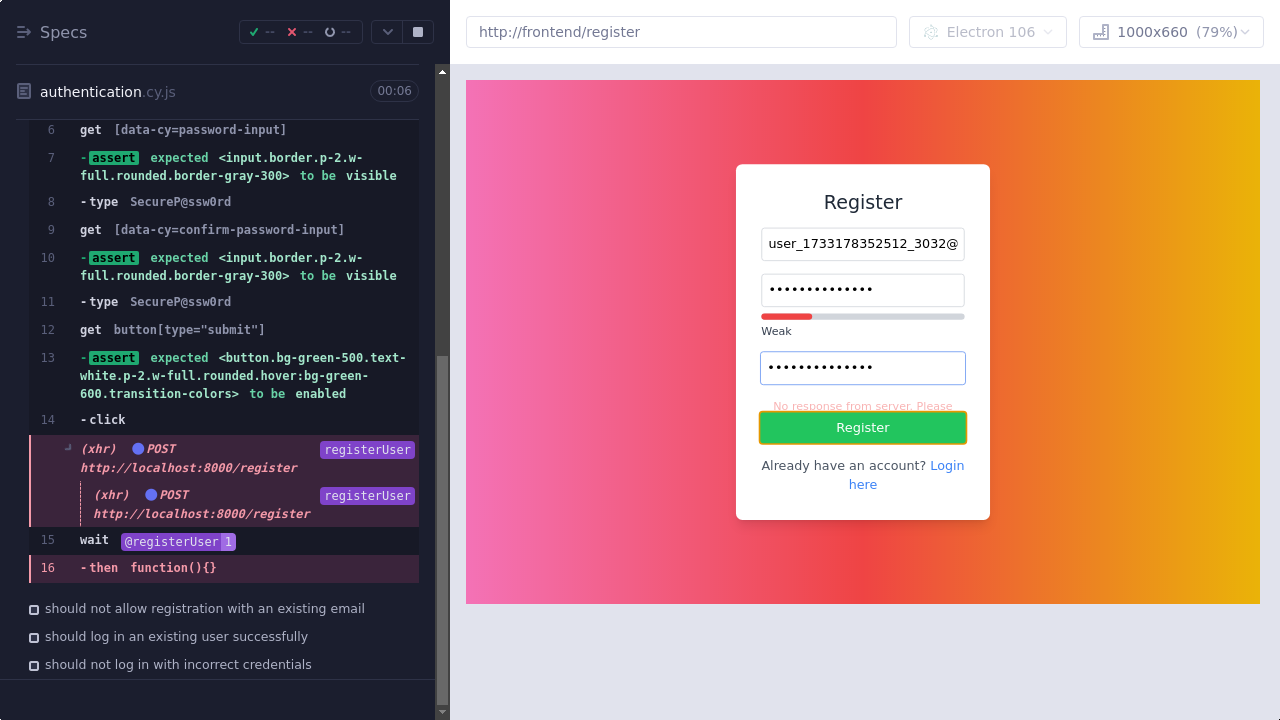 Specs
-- -- --
authentication.cy.js 00:06
6 get [data-cy=password-input]
7 -assert expected <input.border.p-2.w-
full.rounded.border-gray-300> to be visible
8 -type SecureP@ssw0rd
9 get [data-cy=confirm-password-input]
10 -assert expected <input.border.p-2.w-
full.rounded.border-gray-300> to be visible
11 -type SecureP@ssw0rd
12 get button[type="submit"]
13 -assert expected <button.bg-green-500.text-
white.p-2.w-full.rounded.hover:bg-green-
600.transition-colors> to be enabled
14 -click
(xhr) POST registerUser
http://localhost:8000/register
(xhr) POST registerUser
http://localhost:8000/register
15 wait @registerUser 1
16 -then function(){}
should not allow registration with an existing email
should log in an existing user successfully
should not log in with incorrect credentials
http://frontend/register
Electron 106
1000x660 (79%)
Register
user_1733178352512_3032@
••••••••••••••
Weak
••••••••••••••
No response from server. Please
Register
Already have an account? Login
here